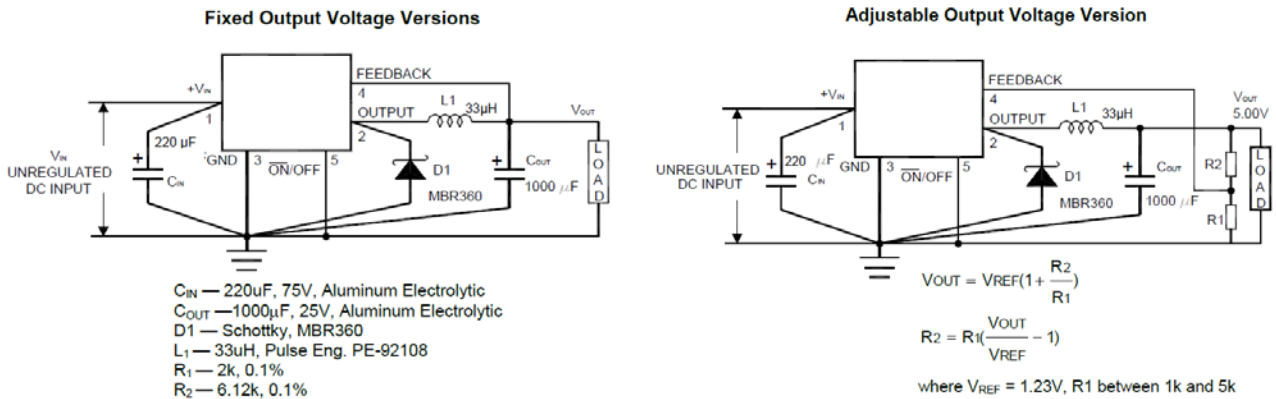 Fixed Output Voltage Versions
FEEDBACK
+VIN
4
L1
OUTPUT
33µH
VOUT
1
2
220 µF
VIN
UNREGULATED
DC INPUT
+
CIN
GND
3
ON/OFF
5
D1
MBR360
+
COUT
1000 µF
LOAD
CIN — 220uF, 75V, Aluminum Electrolytic
COUT —1000µF, 25V, Aluminum Electrolytic
D1 — Schottky, MBR360
L1 — 33uH, Pulse Eng. PE-92108
R1 — 2k, 0.1%
R2 — 6.12k, 0.1%
Adjustable Output Voltage Version
FEEDBACK
+VIN
4
L1
OUTPUT
33µH
VOUT
5.00V
1
2
UNREGULATED
DC INPUT
+
220 µF
CIN
GND
3
ON/OFF
5
D1
MBR360
+
COUT
1000 µF
R2
R1
LOAD
VOUT = VREF(1+ R2/R1)
R2 = R1(VOUT/VREF – 1)
where VREF = 1.23V, R1 between 1k and 5k